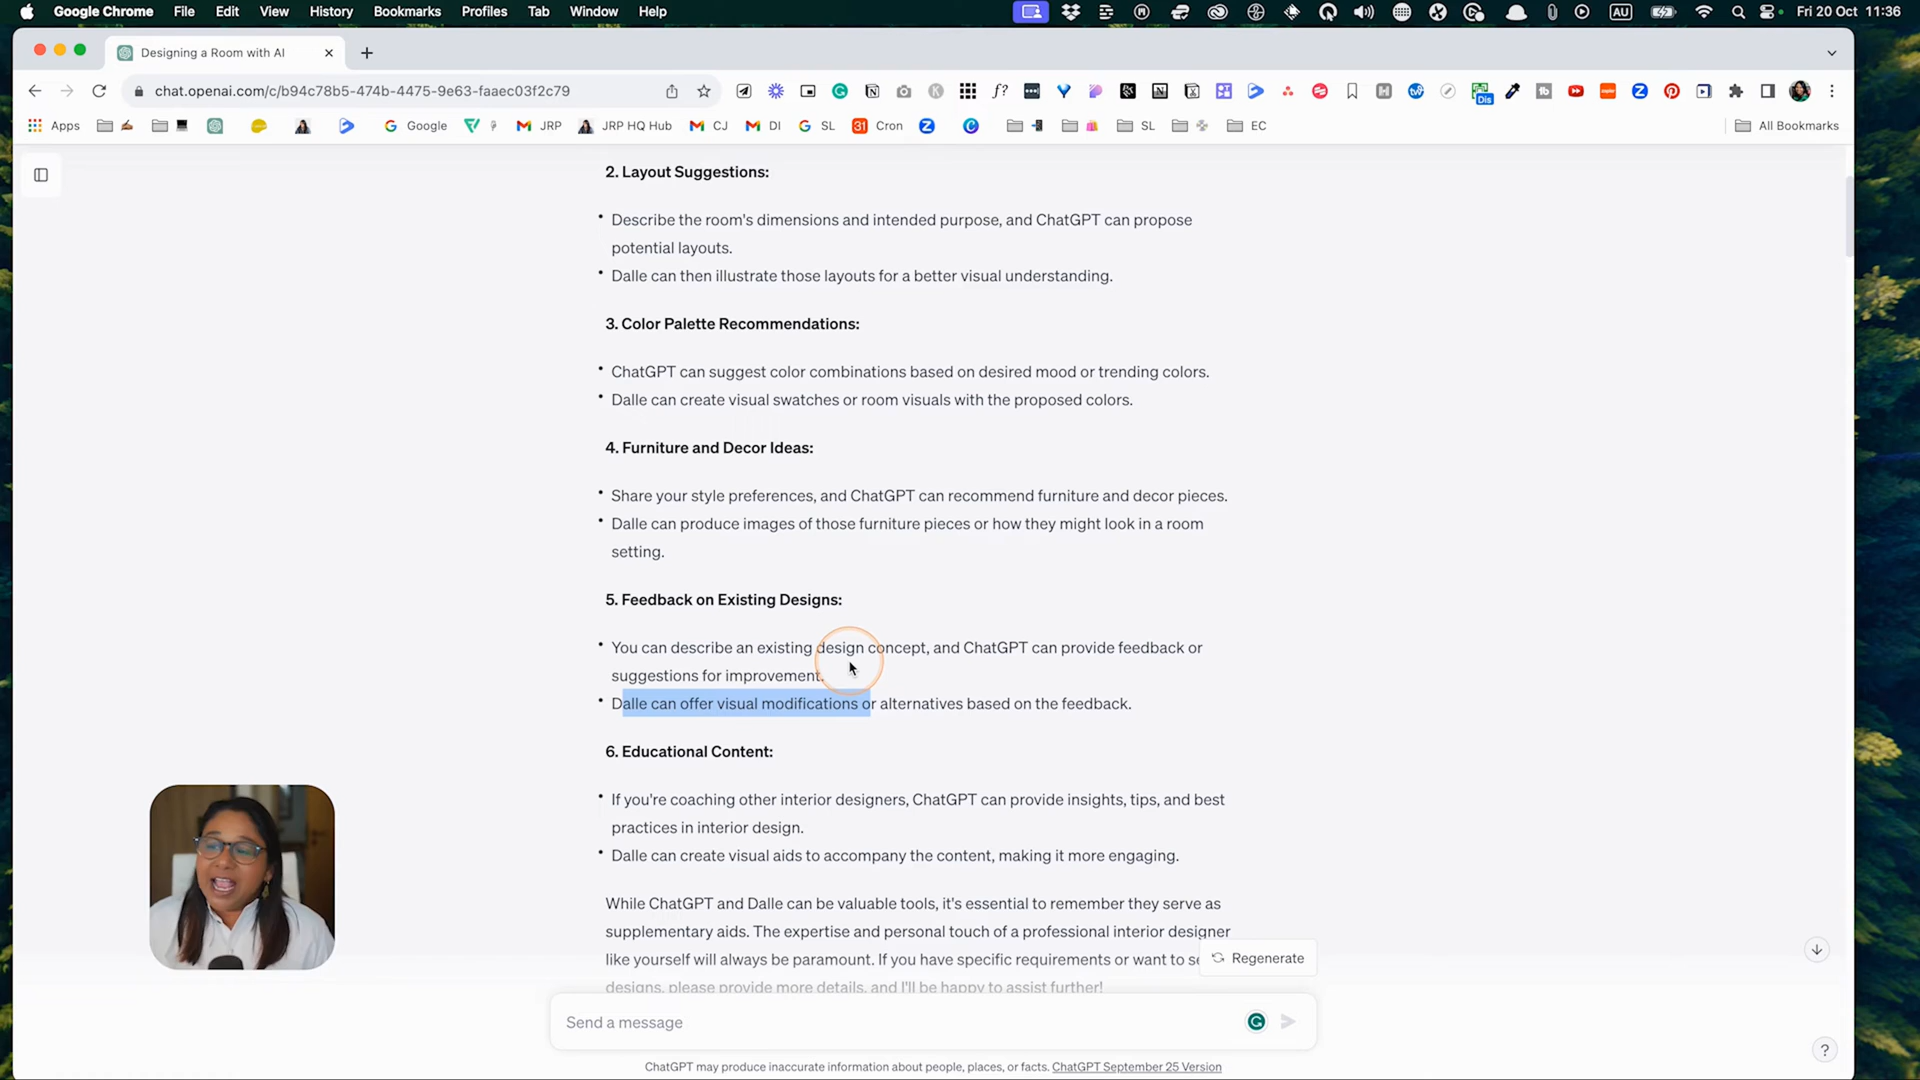 Google Chrome File Edit View History Bookmarks Profiles Tab Window Help AU Fri 20 Oct 11:36
Designing a Room with AI
chat.openai.com/c/b94c78b5-474b-4475-9e63-faaec03f2c79
Dis
Apps Google JRP JRP HQ Hub CJ DI SL 31 Cron SL EC All Bookmarks
2. Layout Suggestions:
• Describe the room's dimensions and intended purpose, and ChatGPT can propose
potential layouts.
• Dalle can then illustrate those layouts for a better visual understanding.
3. Color Palette Recommendations:
• ChatGPT can suggest color combinations based on desired mood or trending colors.
• Dalle can create visual swatches or room visuals with the proposed colors.
4. Furniture and Decor Ideas:
• Share your style preferences, and ChatGPT can recommend furniture and decor pieces.
• Dalle can produce images of those furniture pieces or how they might look in a room
setting.
5. Feedback on Existing Designs:
• You can describe an existing design concept, and ChatGPT can provide feedback or
suggestions for improvement.
• Dalle can offer visual modifications or alternatives based on the feedback.
6. Educational Content:
• If you're coaching other interior designers, ChatGPT can provide insights, tips, and best
practices in interior design.
• Dalle can create visual aids to accompany the content, making it more engaging.
While ChatGPT and Dalle can be valuable tools, it's essential to remember they serve as
supplementary aids. The expertise and personal touch of a professional interior designer
like yourself will always be paramount. If you have specific requirements or want to se
Regenerate
designs, please provide more details, and I'll be happy to assist further!
Send a message
ChatGPT may produce inaccurate information about people, places, or facts. ChatGPT September 25 Version
?